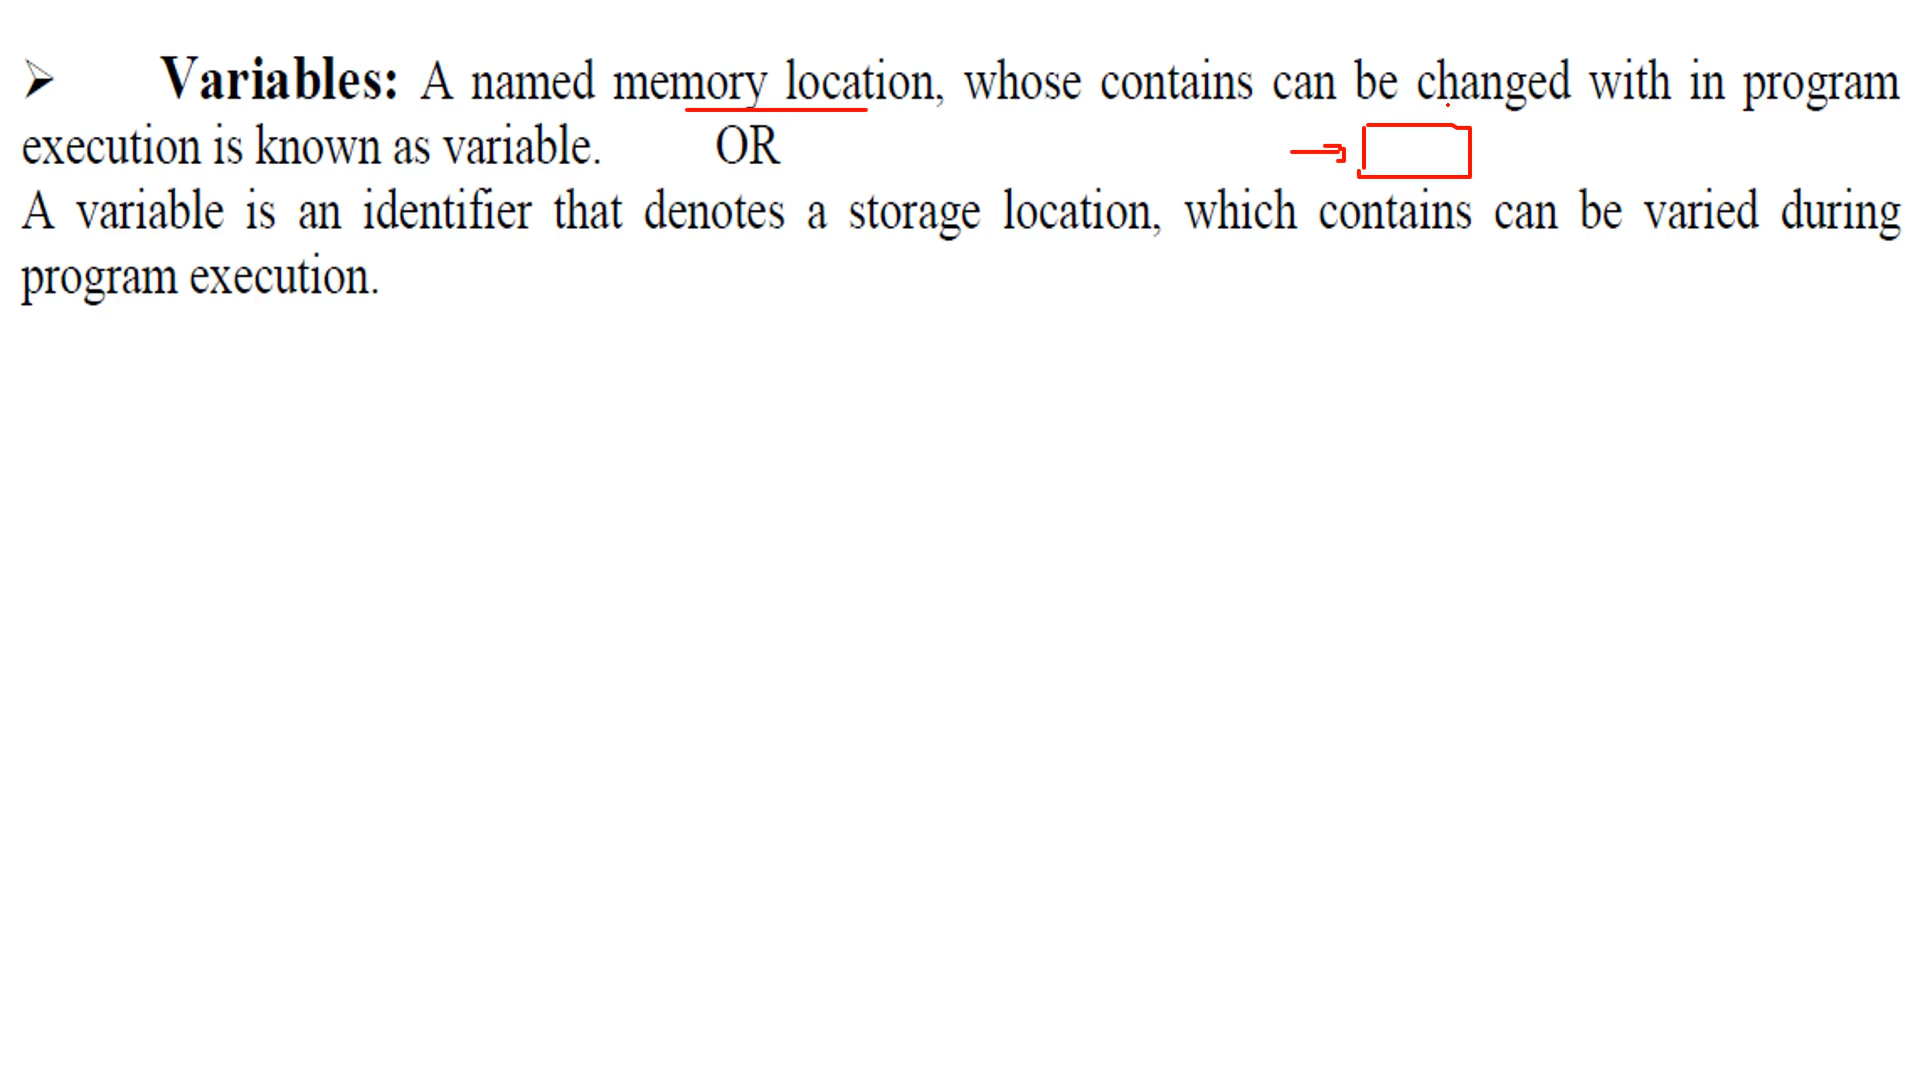 ➢ Variables: A named memory location, whose contains can be changed with in program
execution is known as variable. OR
A variable is an identifier that denotes a storage location, which contains can be varied during
program execution.